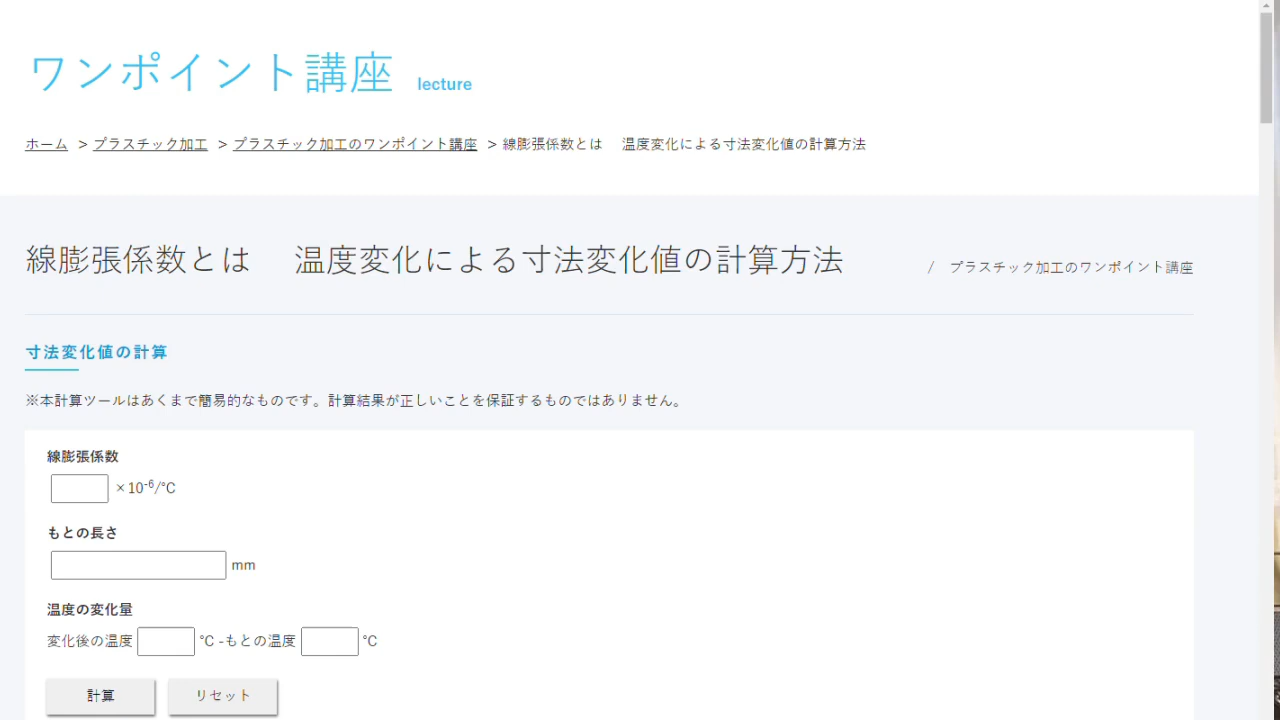 ワンポイント講座 lecture
ホーム > プラスチック加工 > プラスチック加工のワンポイント講座 > 線膨張係数とは　温度変化による寸法変化値の計算方法
線膨張係数とは　温度変化による寸法変化値の計算方法 / プラスチック加工のワンポイント講座
寸法変化値の計算
※本計算ツールはあくまで簡易的なものです。計算結果が正しいことを保証するものではありません。
線膨張係数
×10-6/℃
もとの長さ
mm
温度の変化量
変化後の温度 ℃ -もとの温度 ℃
計算 リセット